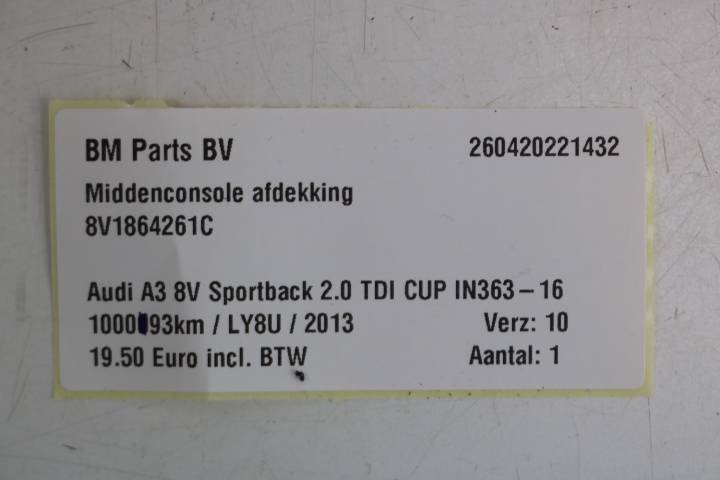 BM Parts BV 260420221432
Middenconsole afdekking
8V1864261C
Audi A3 8V Sportback 2.0 TDI CUP IN363-16
/ LY8U / 2013 Verz: 10
19.50 Euro incl. BTW Aantal: 1